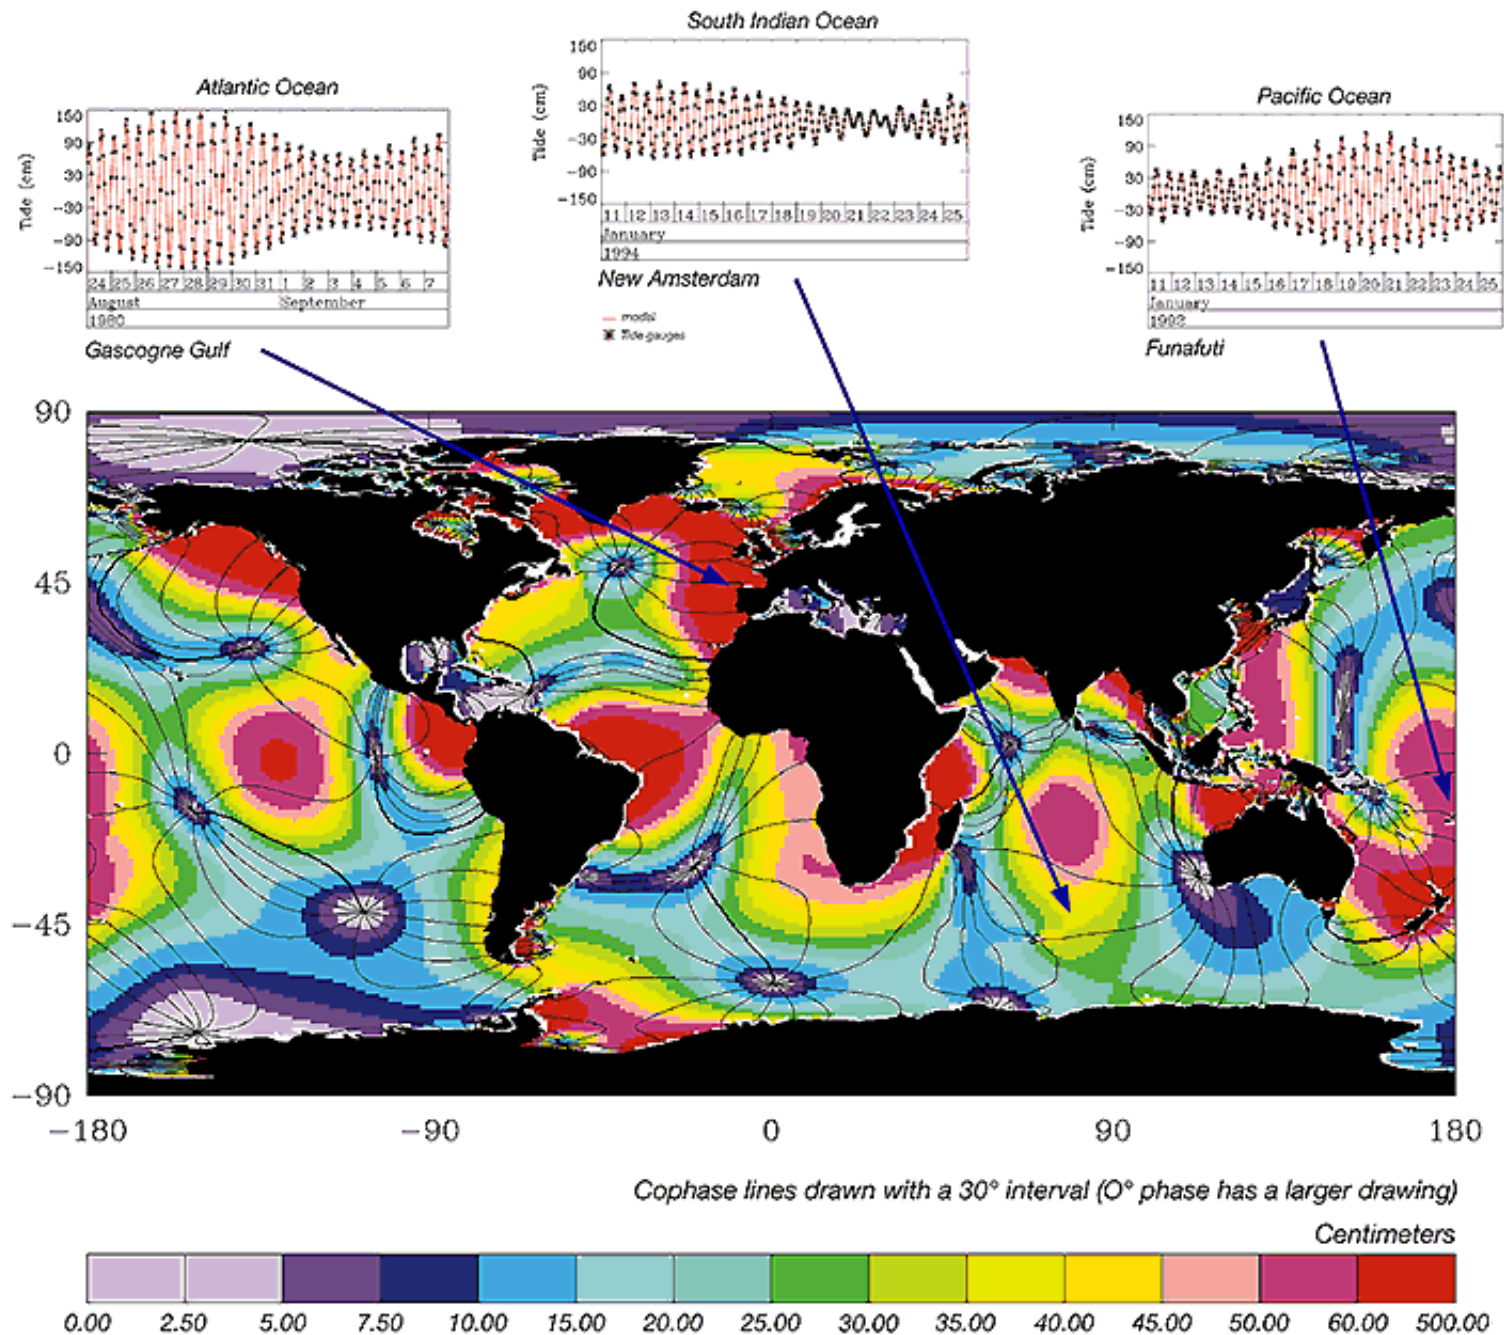 South Indian Ocean
150
90
30
-30
-90
-150
Tide (cm)
11 12 13 14 15 16 17 18 19 20 21 22 23 24 25
January
1994
New Amsterdam
model
Tide gauges
Atlantic Ocean
150
90
30
-30
-90
-150
Tide (cm)
24 25 26 27 28 29 30 31 1 2 3 4 5 6 7
August September
1980
Gascogne Gulf
Pacific Ocean
150
90
30
-30
-90
-150
Tide (cm)
11 12 13 14 15 16 17 18 19 20 21 22 23 24 25
January
Funafuti
90
45
0
-45
-90
-180 -90 0 90 180
Cophase lines drawn with a 30° interval (O° phase has a larger drawing)
Centimeters
0.00 2.50 5.00 7.50 10.00 15.00 20.00 25.00 30.00 35.00 40.00 45.00 50.00 60.00 500.00